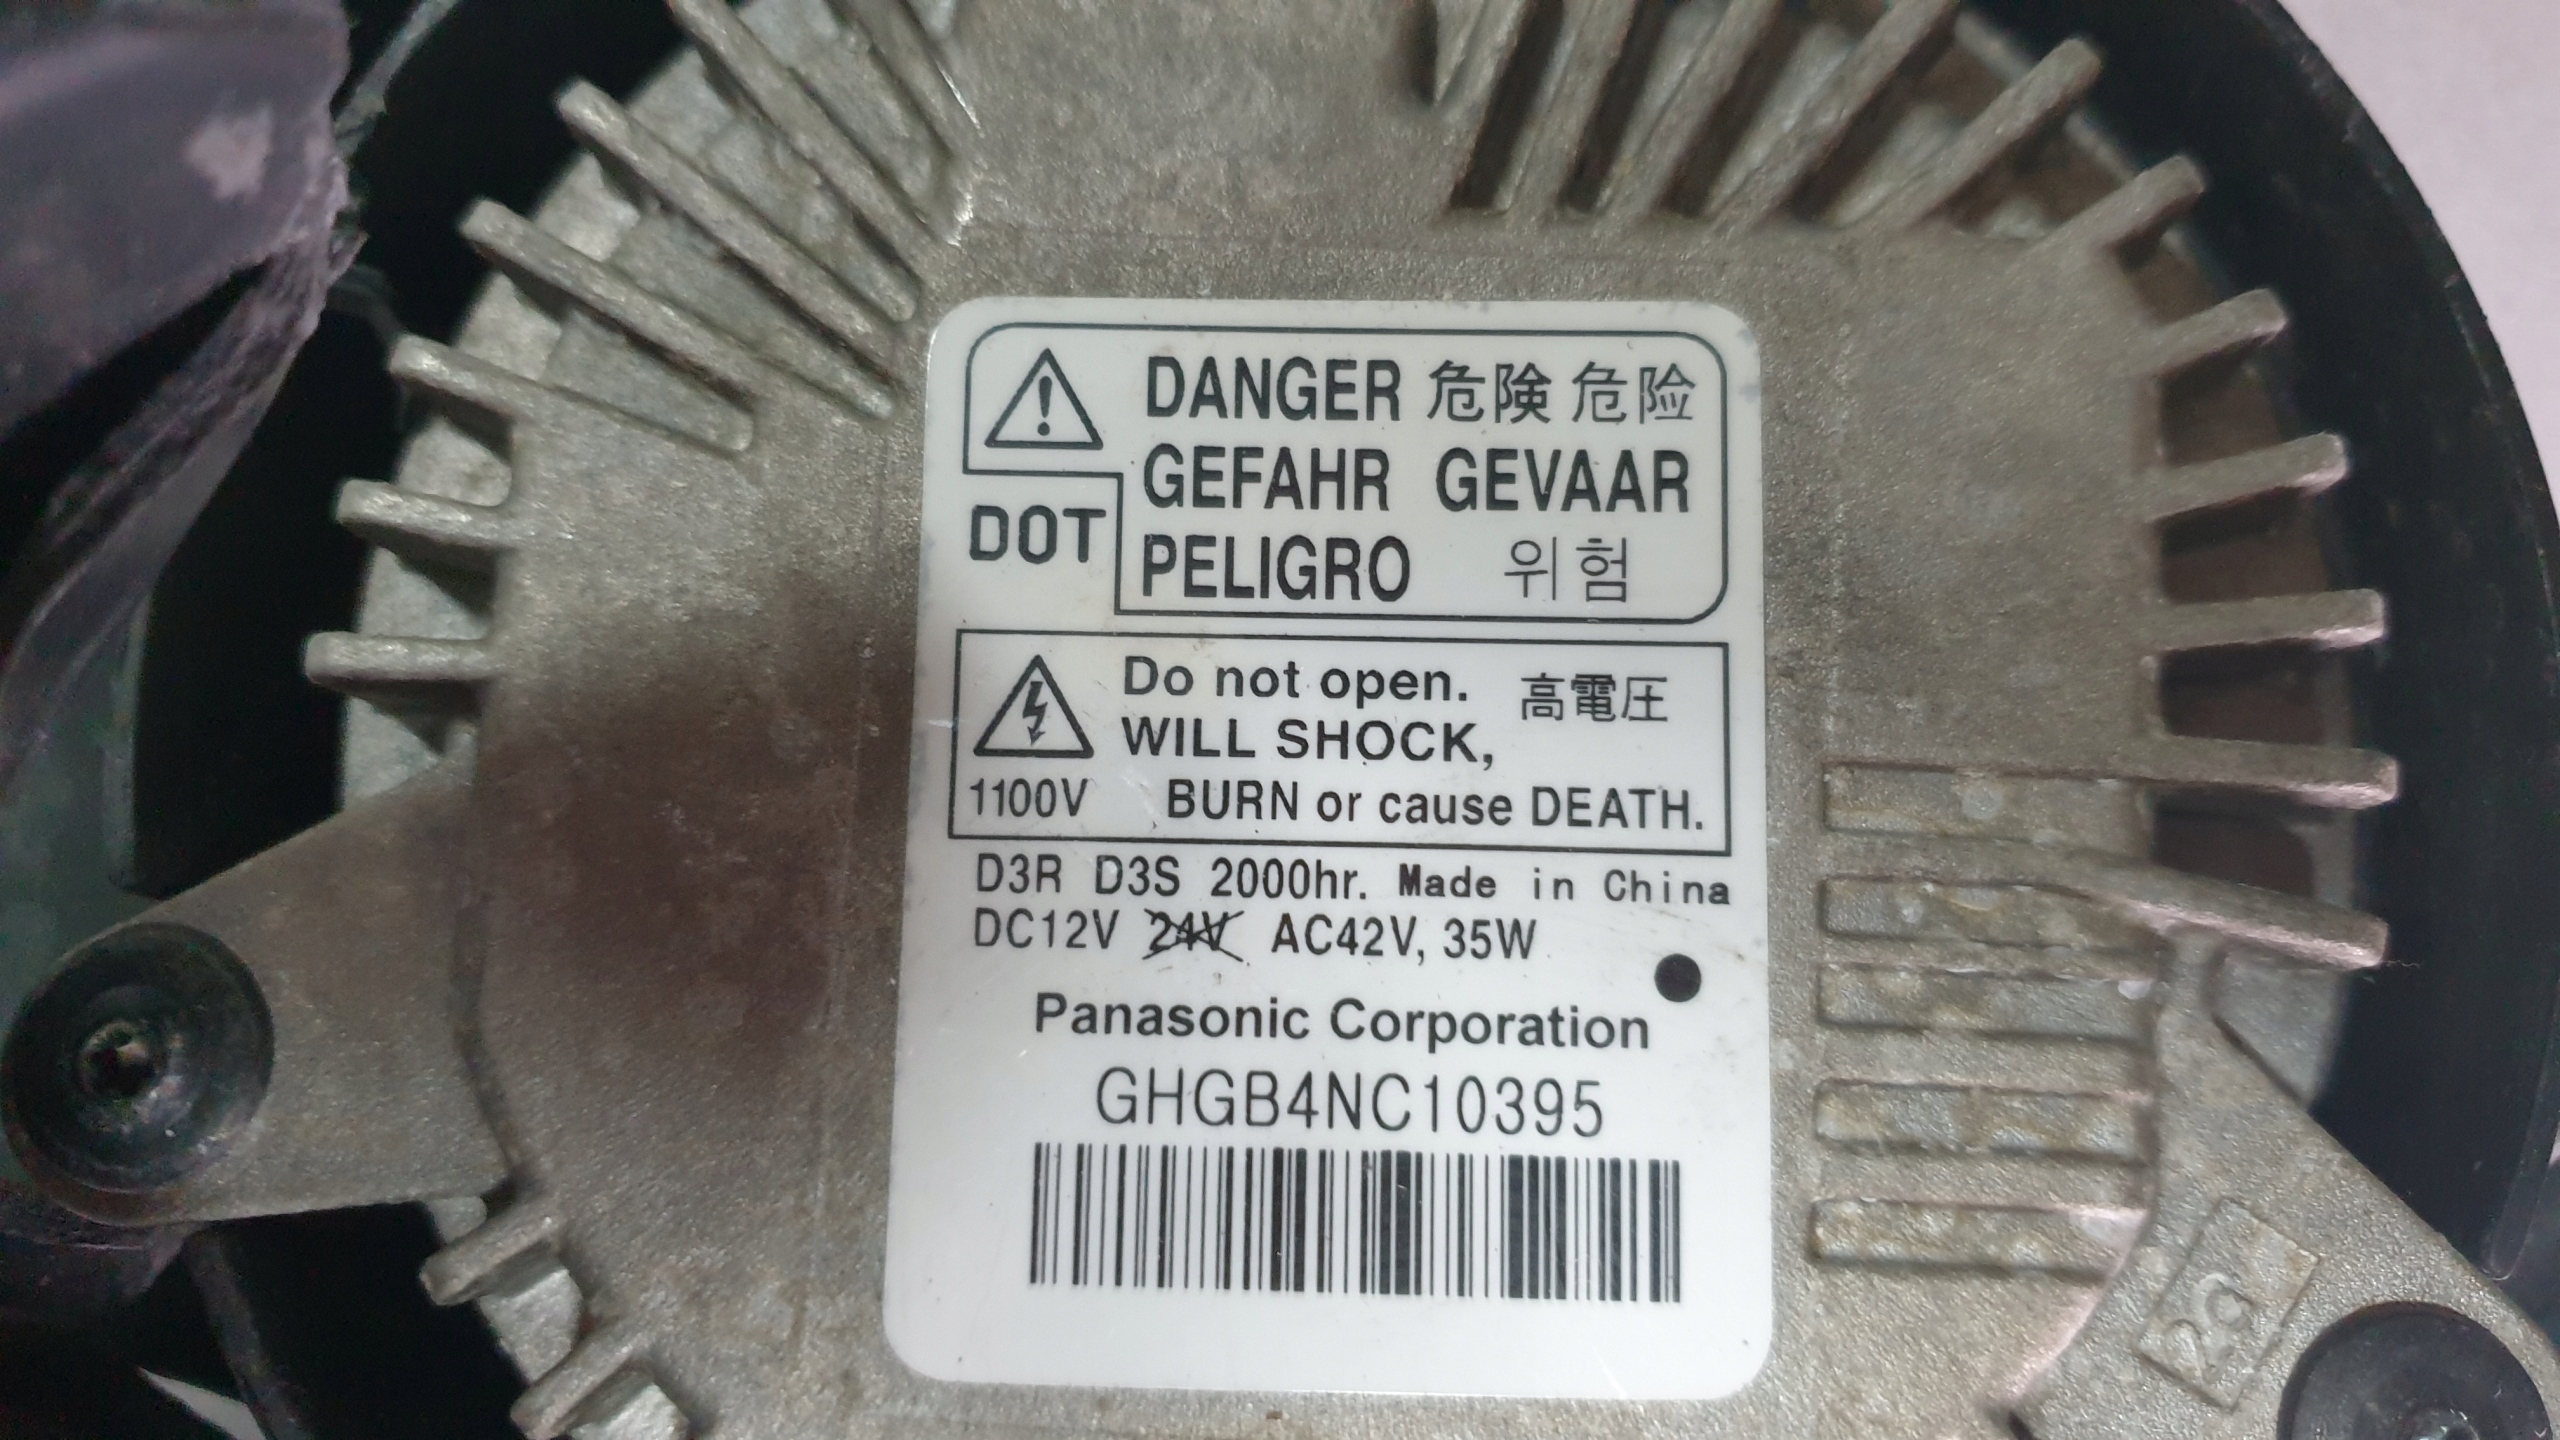 DANGER 危険 危险
GEFAHR GEVAAR
DOT
PELIGRO 위험
Do not open. 高電圧
WILL SHOCK,
1100V BURN or cause DEATH.
D3R D3S 2000hr. Made in China
DC12V 24V AC42V, 35W
Panasonic Corporation
GHGB4NC10395